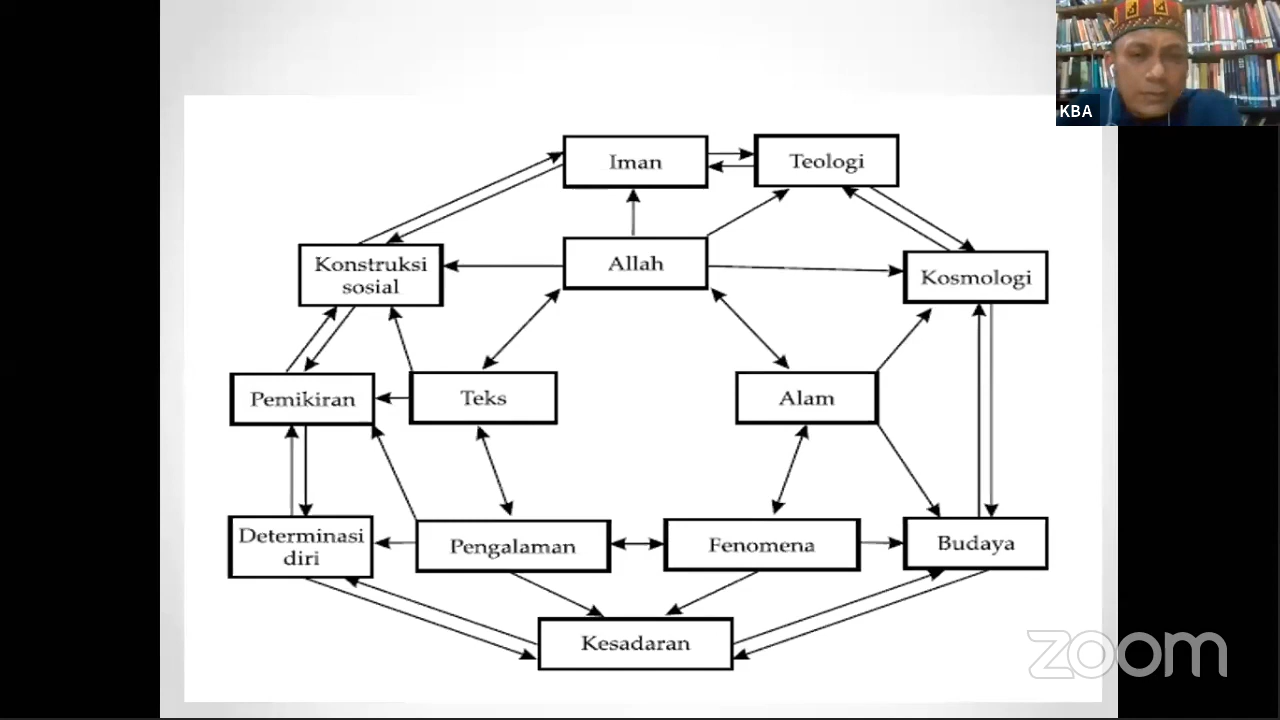 KBA
Iman
Teologi
Allah
Konstruksi
sosial
Kosmologi
Pemikiran
Teks
Alam
Determinasi
diri
Pengalaman
Fenomena
Budaya
Kesadaran
zoom